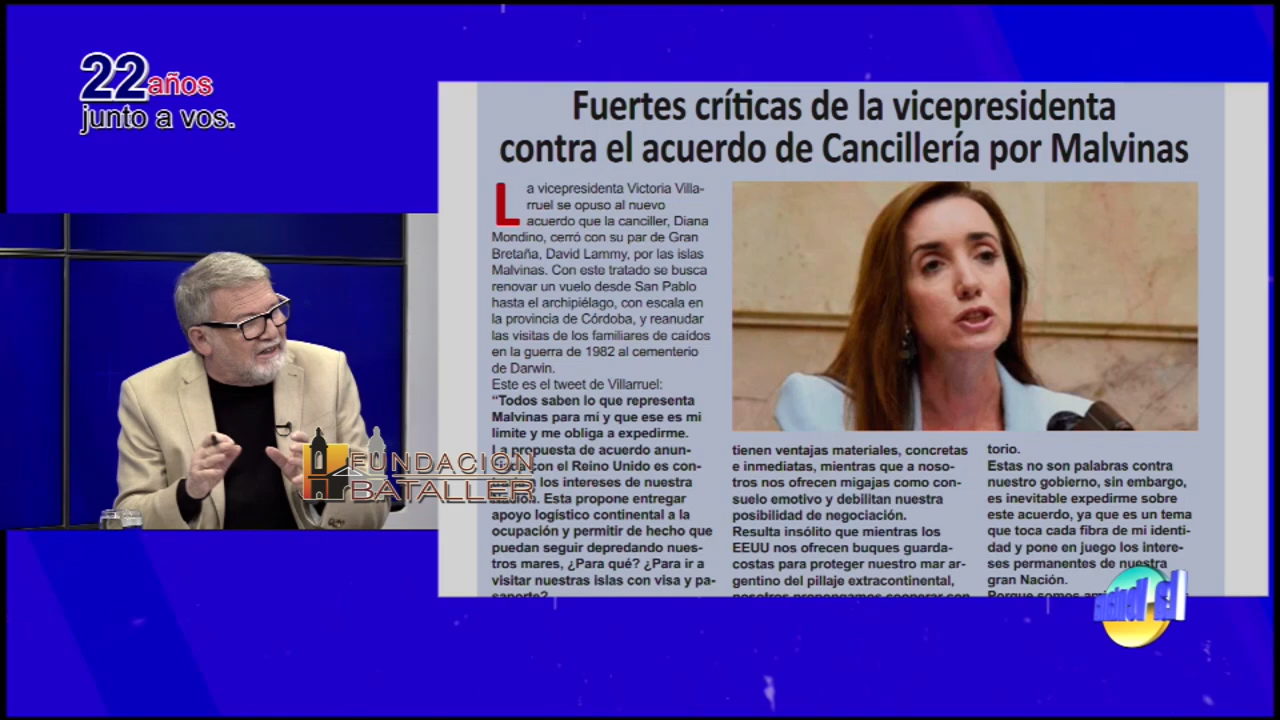 22 años
junto a vos.
Fuertes críticas de la vicepresidenta
contra el acuerdo de Cancillería por Malvinas
La vicepresidenta Victoria Villa-
rruel se opuso al nuevo
acuerdo que la canciller, Diana
Mondino, cerró con su par de Gran
Bretaña, David Lammy, por las islas
Malvinas. Con este tratado se busca
renovar un vuelo desde San Pablo
hasta el archipiélago, con escala en
la provincia de Córdoba, y reanudar
las visitas de los familiares de caídos
en la guerra de 1982 al cementerio
de Darwin.
Este es el tweet de Villarruel:
“Todos saben lo que representa
Malvinas para mí y que ese es mi
límite y me obliga a expedirme.
La propuesta de acuerdo anun-
con el Reino Unido es con-
los intereses de nuestra
Esta propone entregar
apoyo logístico continental a la
ocupación y permitir de hecho que
puedan seguir depredando nues-
tros mares, ¿Para qué? ¿Para ir a
visitar nuestras islas con visa y pa-
saporte?
tienen ventajas materiales, concretas
e inmediatas, mientras que a noso-
tros nos ofrecen migajas como con-
suelo emotivo y debilitan nuestra
posibilidad de negociación.
Resulta insólito que mientras los
EEUU nos ofrecen buques guarda-
costas para proteger nuestro mar ar-
gentino del pillaje extracontinental,
nosotros propongamos cooperar con
torio.
Estas no son palabras contra
nuestro gobierno, sin embargo,
es inevitable expedirme sobre
este acuerdo, ya que es un tema
que toca cada fibra de mi identi-
dad y pone en juego los intere-
ses permanentes de nuestra
gran Nación.
Porque somos
FUNDACION
BATALLER